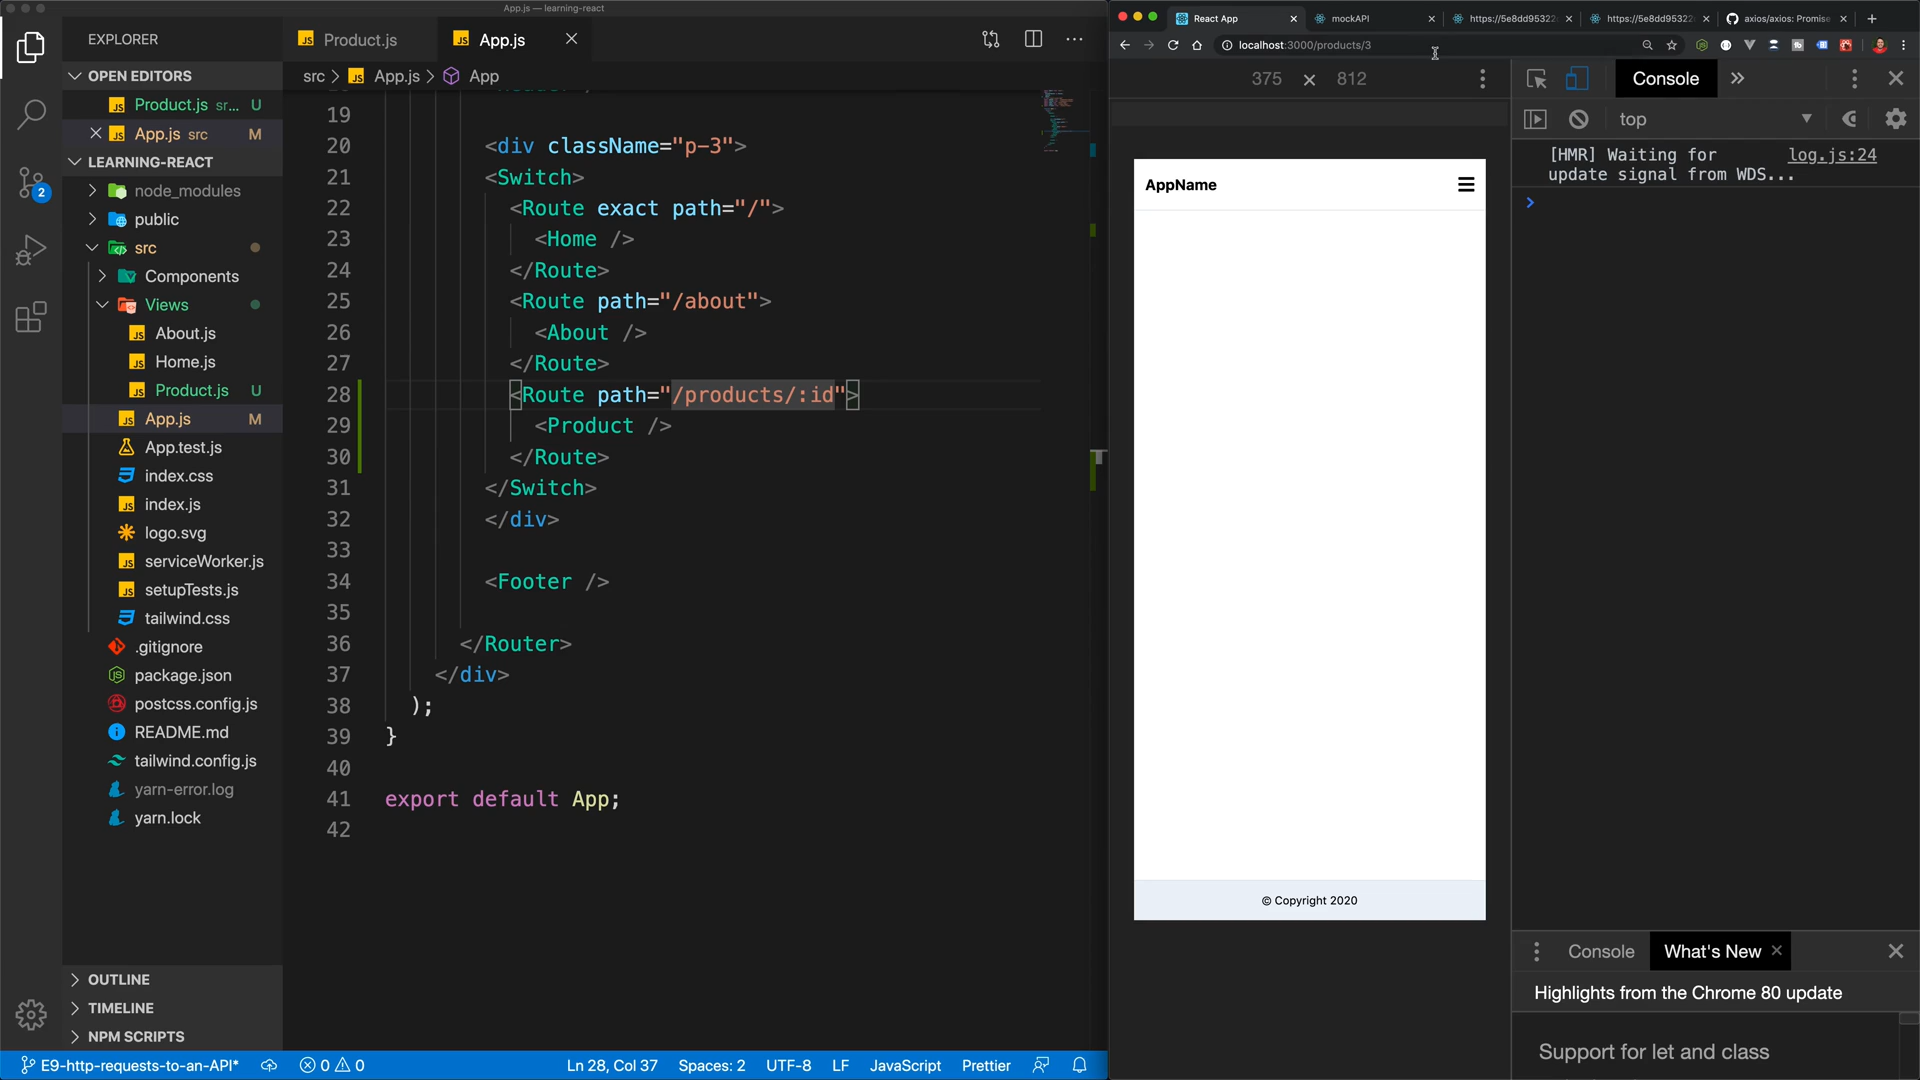 App.js — learning-react
EXPLORER
OPEN EDITORS
Product.js sr... U
App.js src M
LEARNING-REACT
node_modules
public
src
Components
Views
About.js
Home.js
Product.js U
App.js M
App.test.js
index.css
index.js
logo.svg
serviceWorker.js
setupTests.js
tailwind.css
.gitignore
package.json
postcss.config.js
README.md
tailwind.config.js
yarn-error.log
yarn.lock
OUTLINE
TIMELINE
NPM SCRIPTS
2
Product.js
App.js
src > App.js > App
19
20 <div className="p-3">
21 <Switch>
22 <Route exact path="/">
23 <Home />
24 </Route>
25 <Route path="/about">
26 <About />
27 </Route>
28 <Route path="/products/:id">
29 <Product />
30 </Route>
31 </Switch>
32 </div>
33
34 <Footer />
35
36 </Router>
37 </div>
38 );
39 }
40
41 export default App;
42
E9-http-requests-to-an-API* 0 0 Ln 28, Col 37 Spaces: 2 UTF-8 LF JavaScript Prettier
React App mockAPI https://5e8dd95322 https://5e8dd95322 axios/axios: Promise
localhost:3000/products/3
375 × 812
AppName
© Copyright 2020
Console
top
[HMR] Waiting for log.js:24
update signal from WDS...
Console What's New
Highlights from the Chrome 80 update
Support for let and class